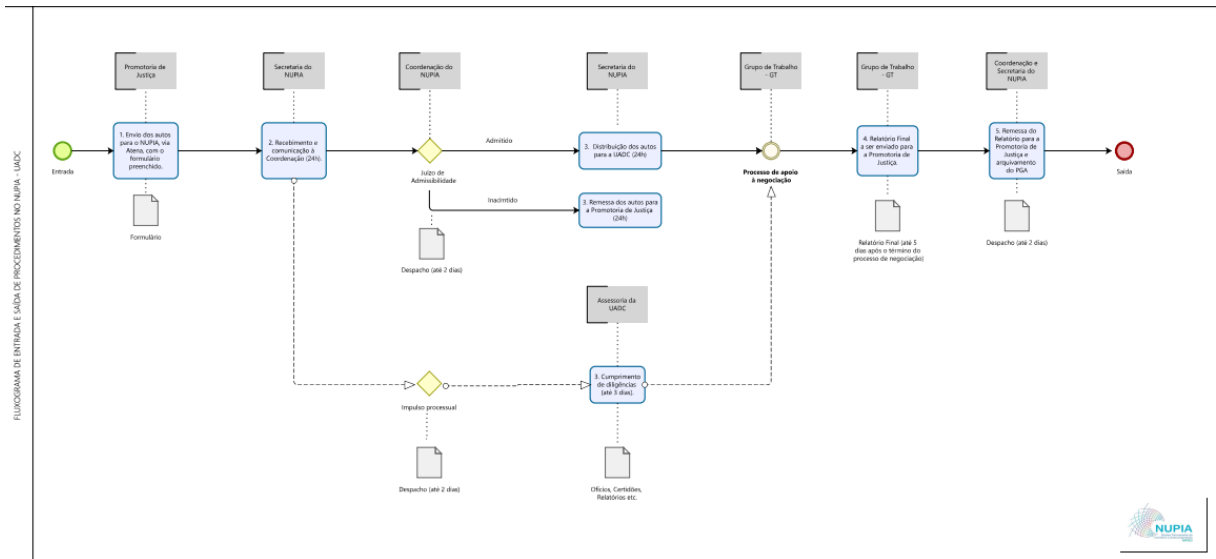 FLUXOGRAMA DE ENTRADA E SAÍDA DE PROCEDIMENTOS NO NUPIA - UADC
Promotoria de
Justiça
Secretaria do
NUPIA
Coordenação do
NUPIA
Secretaria do
NUPIA
Grupo de Trabalho
- GT
Grupo de Trabalho
- GT
Coordenação e
Secretaria do
NUPIA
Entrada
1. Envio dos autos
para o NUPIA, via
Atena, com o
formulário
preenchido.
2. Recebimento e
comunicação à
Coordenação (24h).
Juízo de
Admissibilidade
Admitido
3. Distribuição dos autos
para a UADC (24h)
Processo de apoio
à negociação
4. Relatório Final
a ser enviado para
a Promotoria de
Justiça.
5. Remessa do
Relatório para a
Promotoria de
Justiça e
arquivamento
do PGA
Saída
Inadmitido
3. Remessa dos autos para
a Promotoria de Justiça
(24h)
Formulário
Despacho (até 2 dias)
Relatório Final (até 5
dias após o término do
processo de negociação)
Despacho (até 2 dias)
Assessoria da
UADC
Impulso processual
3. Cumprimento
de diligências
(até 3 dias).
Despacho (até 2 dias)
Ofícios, Certidões,
Relatórios etc.
NUPIA